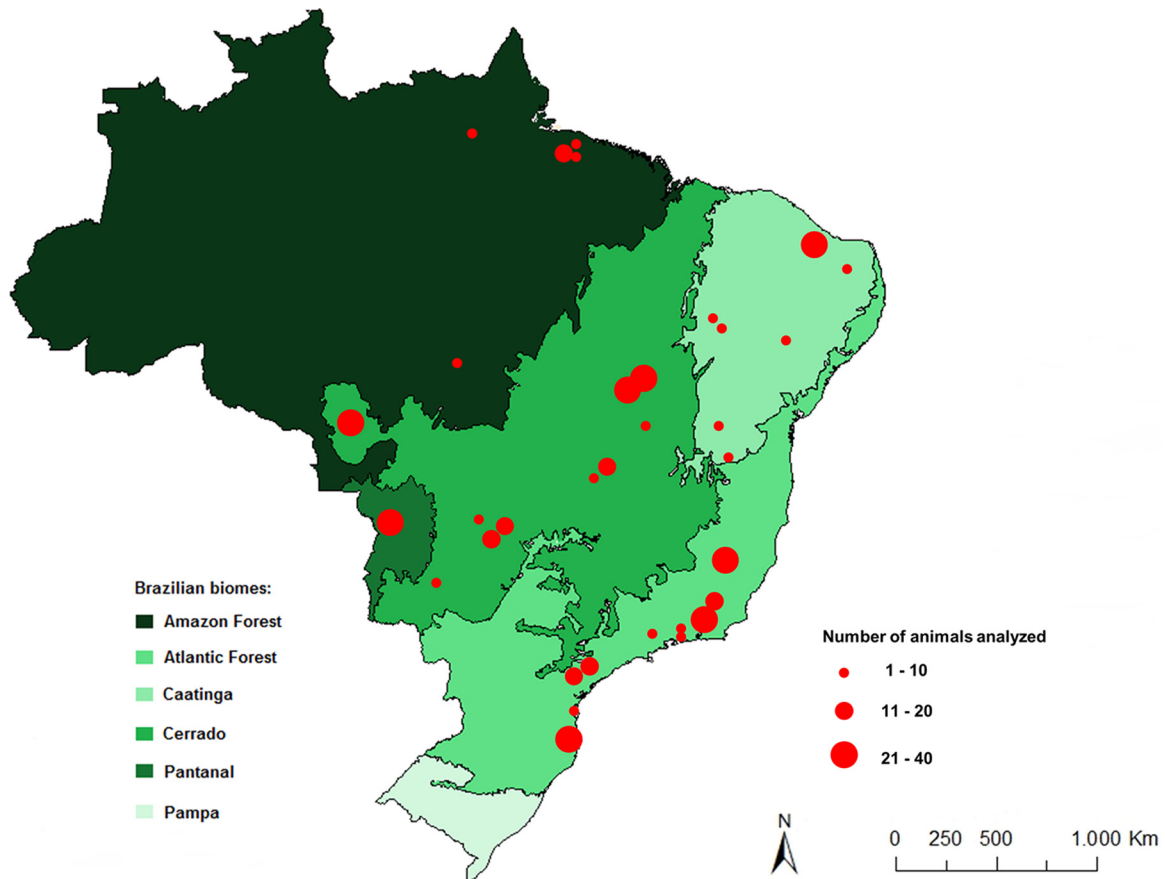 Brazilian biomes:
Amazon Forest
Atlantic Forest
Caatinga
Cerrado
Pantanal
Pampa
Number of animals analyzed
1 - 10
11 - 20
21 - 40
N
0 250 500 1.000 Km